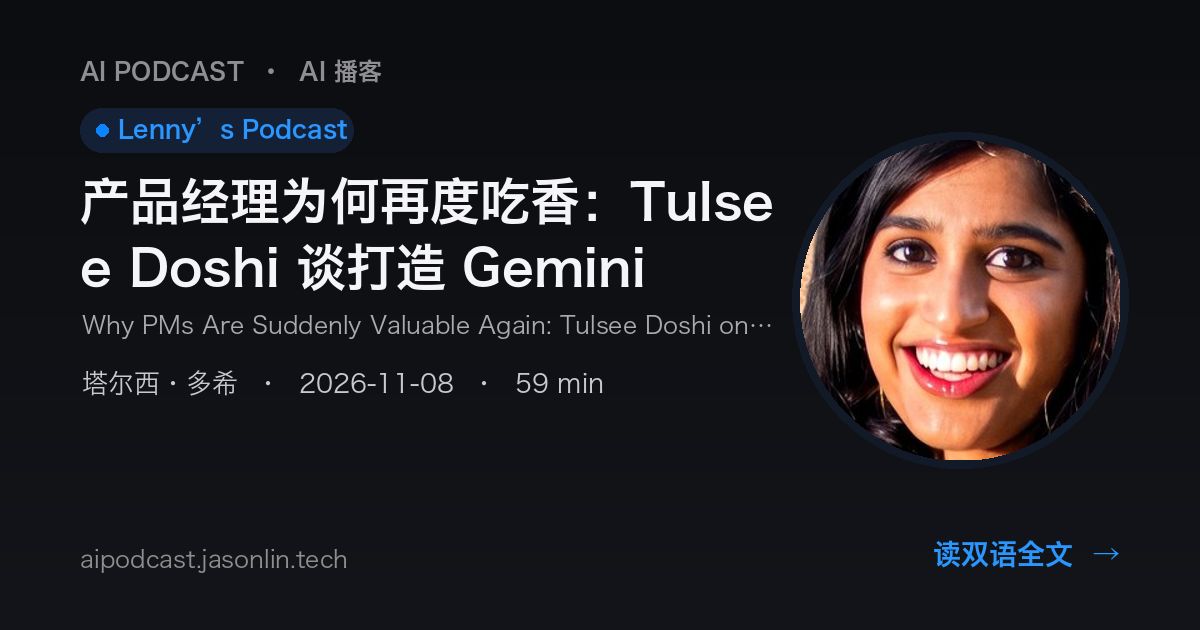 AI PODCAST · AI 播客
Lenny’s Podcast
产品经理为何再度吃香：Tulse
e Doshi 谈打造 Gemini
Why PMs Are Suddenly Valuable Again: Tulsee Doshi on…
塔尔西·多希 · 2026-11-08 · 59 min
aipodcast.jasonlin.tech
读双语全文 →